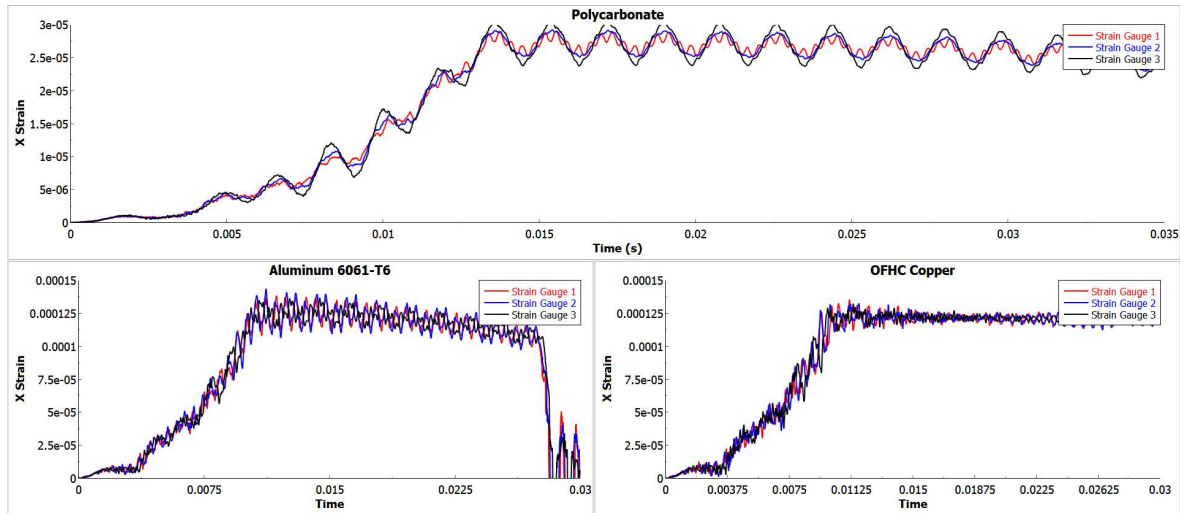 Polycarbonate
3e-05
2.5e-05
1.5e-05
1e-05
5e-06
0
X Strain
Strain Gauge 1
Strain Gauge 2
Strain Gauge 3
0 0.005 0.01 0.015 0.02 0.025 0.03 0.035
Time (s)
Aluminum 6061-T6
0.00015
0.000125
0.0001
7.5e-05
5e-05
2.5e-05
0
X Strain
Strain Gauge 1
Strain Gauge 2
Strain Gauge 3
0 0.0075 0.015 0.0225 0.03
Time
OFHC Copper
0.00015
0.000125
0.0001
7.5e-05
5e-05
2.5e-05
0
X Strain
Strain Gauge 1
Strain Gauge 2
Strain Gauge 3
0 0.00375 0.0075 0.01125 0.015 0.01875 0.0225 0.02625 0.03
Time